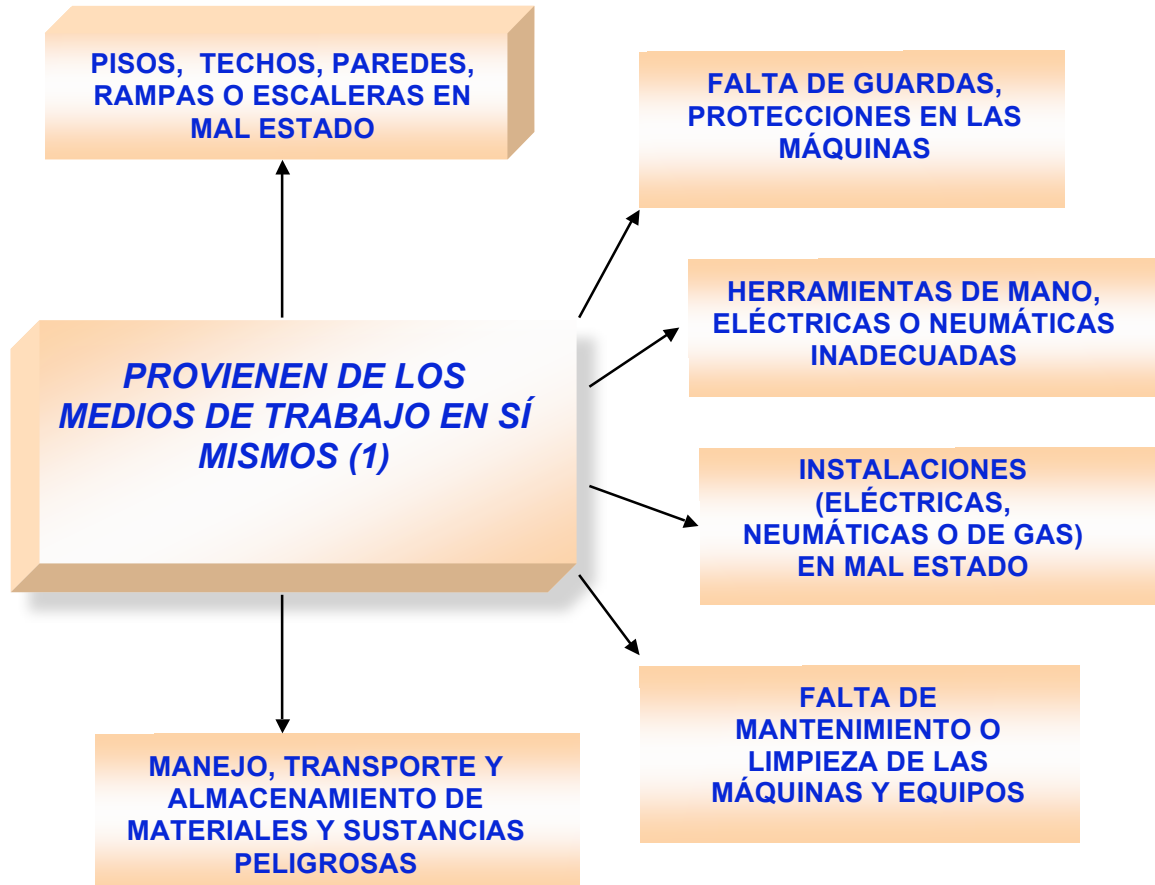 PISOS, TECHOS, PAREDES,
RAMPAS O ESCALERAS EN
MAL ESTADO
FALTA DE GUARDAS,
PROTECCIONES EN LAS
MÁQUINAS
HERRAMIENTAS DE MANO,
ELÉCTRICAS O NEUMÁTICAS
INADECUADAS
PROVIENEN DE LOS
MEDIOS DE TRABAJO EN SÍ
MISMOS (1)
INSTALACIONES
(ELÉCTRICAS,
NEUMÁTICAS O DE GAS)
EN MAL ESTADO
FALTA DE
MANTENIMIENTO O
LIMPIEZA DE LAS
MÁQUINAS Y EQUIPOS
MANEJO, TRANSPORTE Y
ALMACENAMIENTO DE
MATERIALES Y SUSTANCIAS
PELIGROSAS